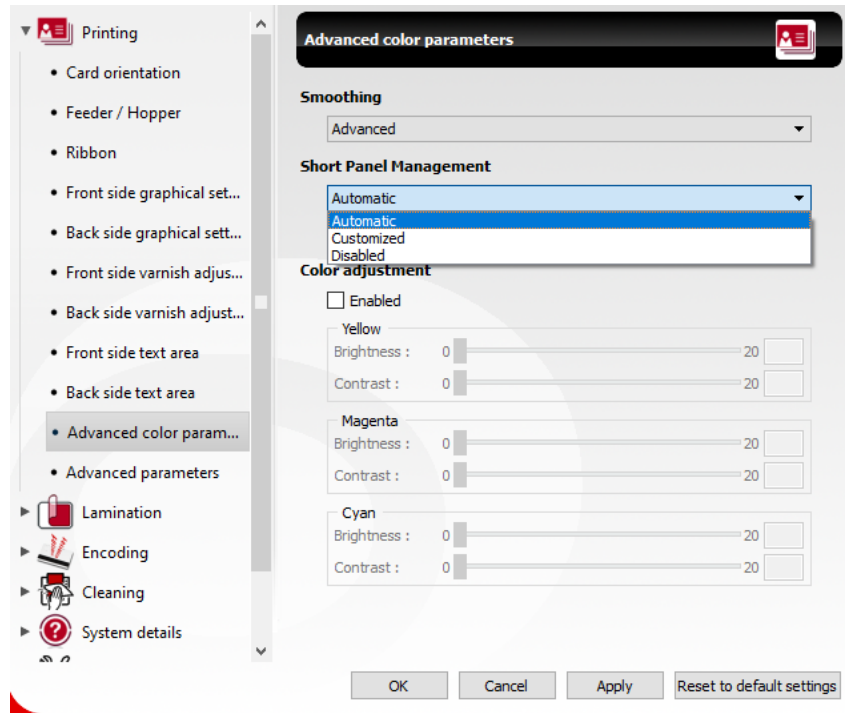 Printing
Card orientation
Feeder / Hopper
Ribbon
Front side graphical set...
Back side graphical sett...
Front side varnish adjus...
Back side varnish adjust...
Front side text area
Back side text area
Advanced color param...
Advanced parameters
Lamination
Encoding
Cleaning
System details
Advanced color parameters
Smoothing
Advanced
Short Panel Management
Automatic
Automatic
Customized
Disabled
Color adjustment
Enabled
Yellow
Brightness : 0 20
Contrast : 0 20
Magenta
Brightness : 0 20
Contrast : 0 20
Cyan
Brightness : 0 20
Contrast : 0 20
OK Cancel Apply Reset to default settings